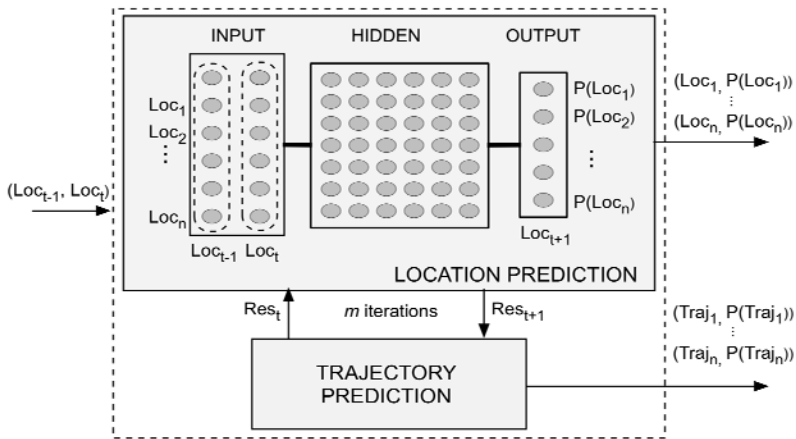 INPUT HIDDEN OUTPUT
Loc1
Loc2
⋮
Locn
Loct-1 Loct
P(Loc1)
P(Loc2)
⋮
P(Locn)
Loct+1
(Loc1, P(Loc1))
⋮
(Locn, P(Locn))
(Loct-1, Loct)
LOCATION PREDICTION
Rest m iterations Rest+1
TRAJECTORY
PREDICTION
(Traj1, P(Traj1))
⋮
(Trajn, P(Trajn))